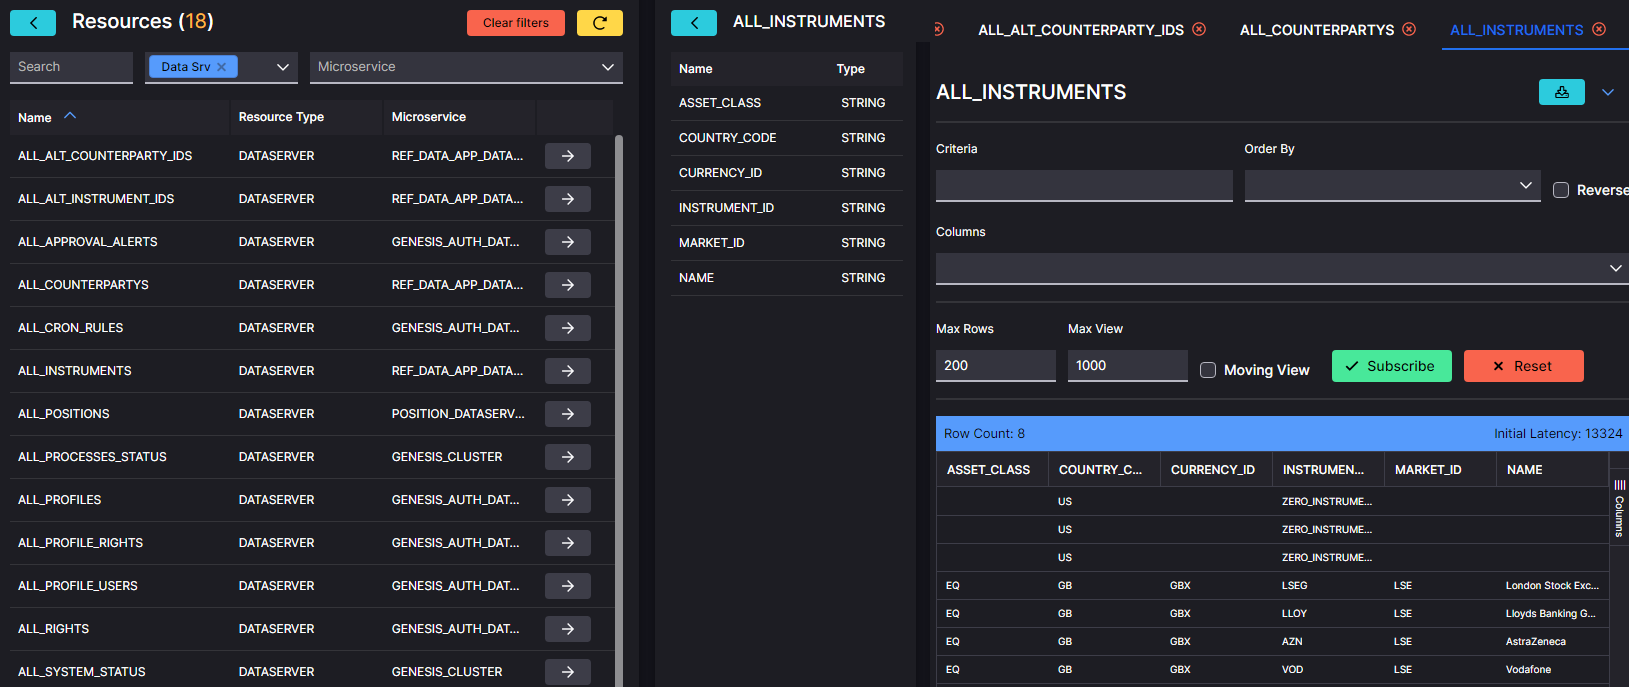 Resources (18)
Clear filters
Search
Data Srv
Microservice
Name Resource Type Microservice
ALL_ALT_COUNTERPARTY_IDS DATASERVER REF_DATA_APP_DATA...
ALL_ALT_INSTRUMENT_IDS DATASERVER REF_DATA_APP_DATA...
ALL_APPROVAL_ALERTS DATASERVER GENESIS_AUTH_DAT...
ALL_COUNTERPARTYS DATASERVER REF_DATA_APP_DATA...
ALL_CRON_RULES DATASERVER GENESIS_AUTH_DAT...
ALL_INSTRUMENTS DATASERVER REF_DATA_APP_DATA...
ALL_POSITIONS DATASERVER POSITION_DATASERV...
ALL_PROCESSES_STATUS DATASERVER GENESIS_CLUSTER
ALL_PROFILES DATASERVER GENESIS_AUTH_DAT...
ALL_PROFILE_RIGHTS DATASERVER GENESIS_AUTH_DAT...
ALL_PROFILE_USERS DATASERVER GENESIS_AUTH_DAT...
ALL_RIGHTS DATASERVER GENESIS_AUTH_DAT...
ALL_SYSTEM_STATUS DATASERVER GENESIS_CLUSTER
ALL_INSTRUMENTS
Name Type
ASSET_CLASS STRING
COUNTRY_CODE STRING
CURRENCY_ID STRING
INSTRUMENT_ID STRING
MARKET_ID STRING
NAME STRING
ALL_ALT_COUNTERPARTY_IDS ALL_COUNTERPARTYS ALL_INSTRUMENTS
ALL_INSTRUMENTS
Criteria Order By
Reverse
Columns
Max Rows Max View
200 1000 Moving View Subscribe Reset
Row Count: 8 Initial Latency: 13324
ASSET_CLASS COUNTRY_C... CURRENCY_ID INSTRUMEN... MARKET_ID NAME
US ZERO_INSTRUME...
US ZERO_INSTRUME...
US ZERO_INSTRUME...
EQ GB GBX LSEG LSE London Stock Exc...
EQ GB GBX LLOY LSE Lloyds Banking G...
EQ GB GBX AZN LSE AstraZeneca
EQ GB GBX VOD LSE Vodafone
Columns